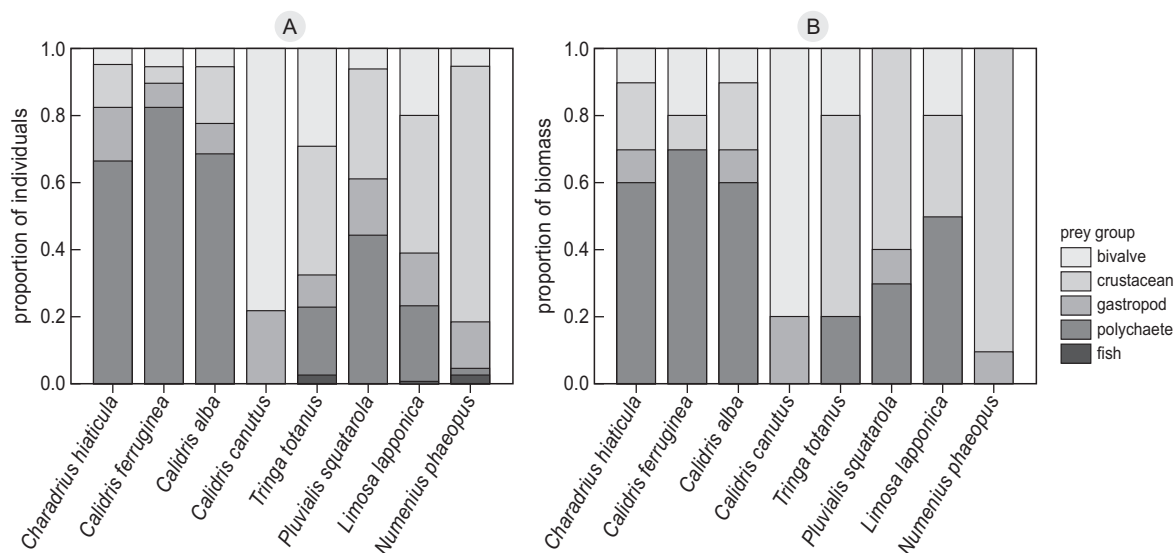 A
proportion of individuals
1.0
0.8
0.6
0.4
0.2
0.0
Charadrius hiaticula
Calidris ferruginea
Calidris alba
Calidris canutus
Tringa totanus
Pluvialis squatarola
Limosa lapponica
Numenius phaeopus
B
proportion of biomass
1.0
0.8
0.6
0.4
0.2
0.0
Charadrius hiaticula
Calidris ferruginea
Calidris alba
Calidris canutus
Tringa totanus
Pluvialis squatarola
Limosa lapponica
Numenius phaeopus
prey group
bivalve
crustacean
gastropod
polychaete
fish